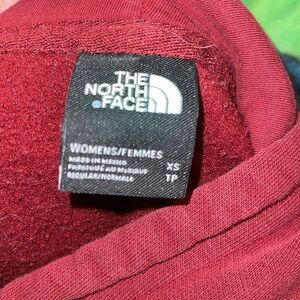 THE
NORTH
FACE
WOMENS/FEMMES
MADE IN MEXICO
FABRIQUÉ AU MEXIQUE
REGULAR/NORMALE
XS
TP